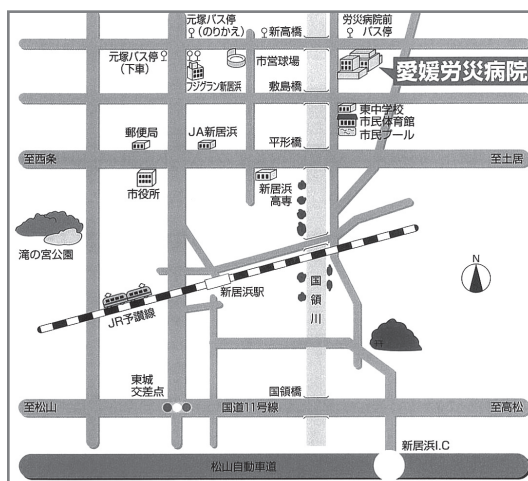 元塚バス停
(のりかえ)
新高橋
労災病院前
バス停
元塚バス停
(下車)
フジグラン新居浜
市営球場
愛媛労災病院
敷島橋
東中学校
市民体育館
市民プール
郵便局
JA新居浜
平形橋
至西条
至土居
市役所
新居浜
高専
滝の宮公園
N
新居浜駅
国領川
JR予讃線
東城
交差点
国領橋
至松山
国道11号線
至高松
新居浜I.C
松山自動車道